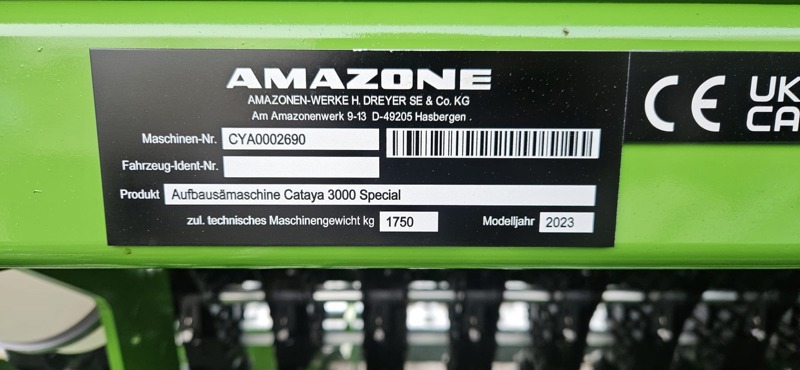 AMAZONE
AMAZONEN-WERKE H. DREYER SE & Co. KG
Am Amazonenwerk 9-13 D-49205 Hasbergen
Maschinen-Nr. CYA0002690
Fahrzeug-Ident-Nr.
Produkt Aufbausämaschine Cataya 3000 Special
zul. technisches Maschinengewicht kg 1750 Modelljahr 2023
CE
UK
CA